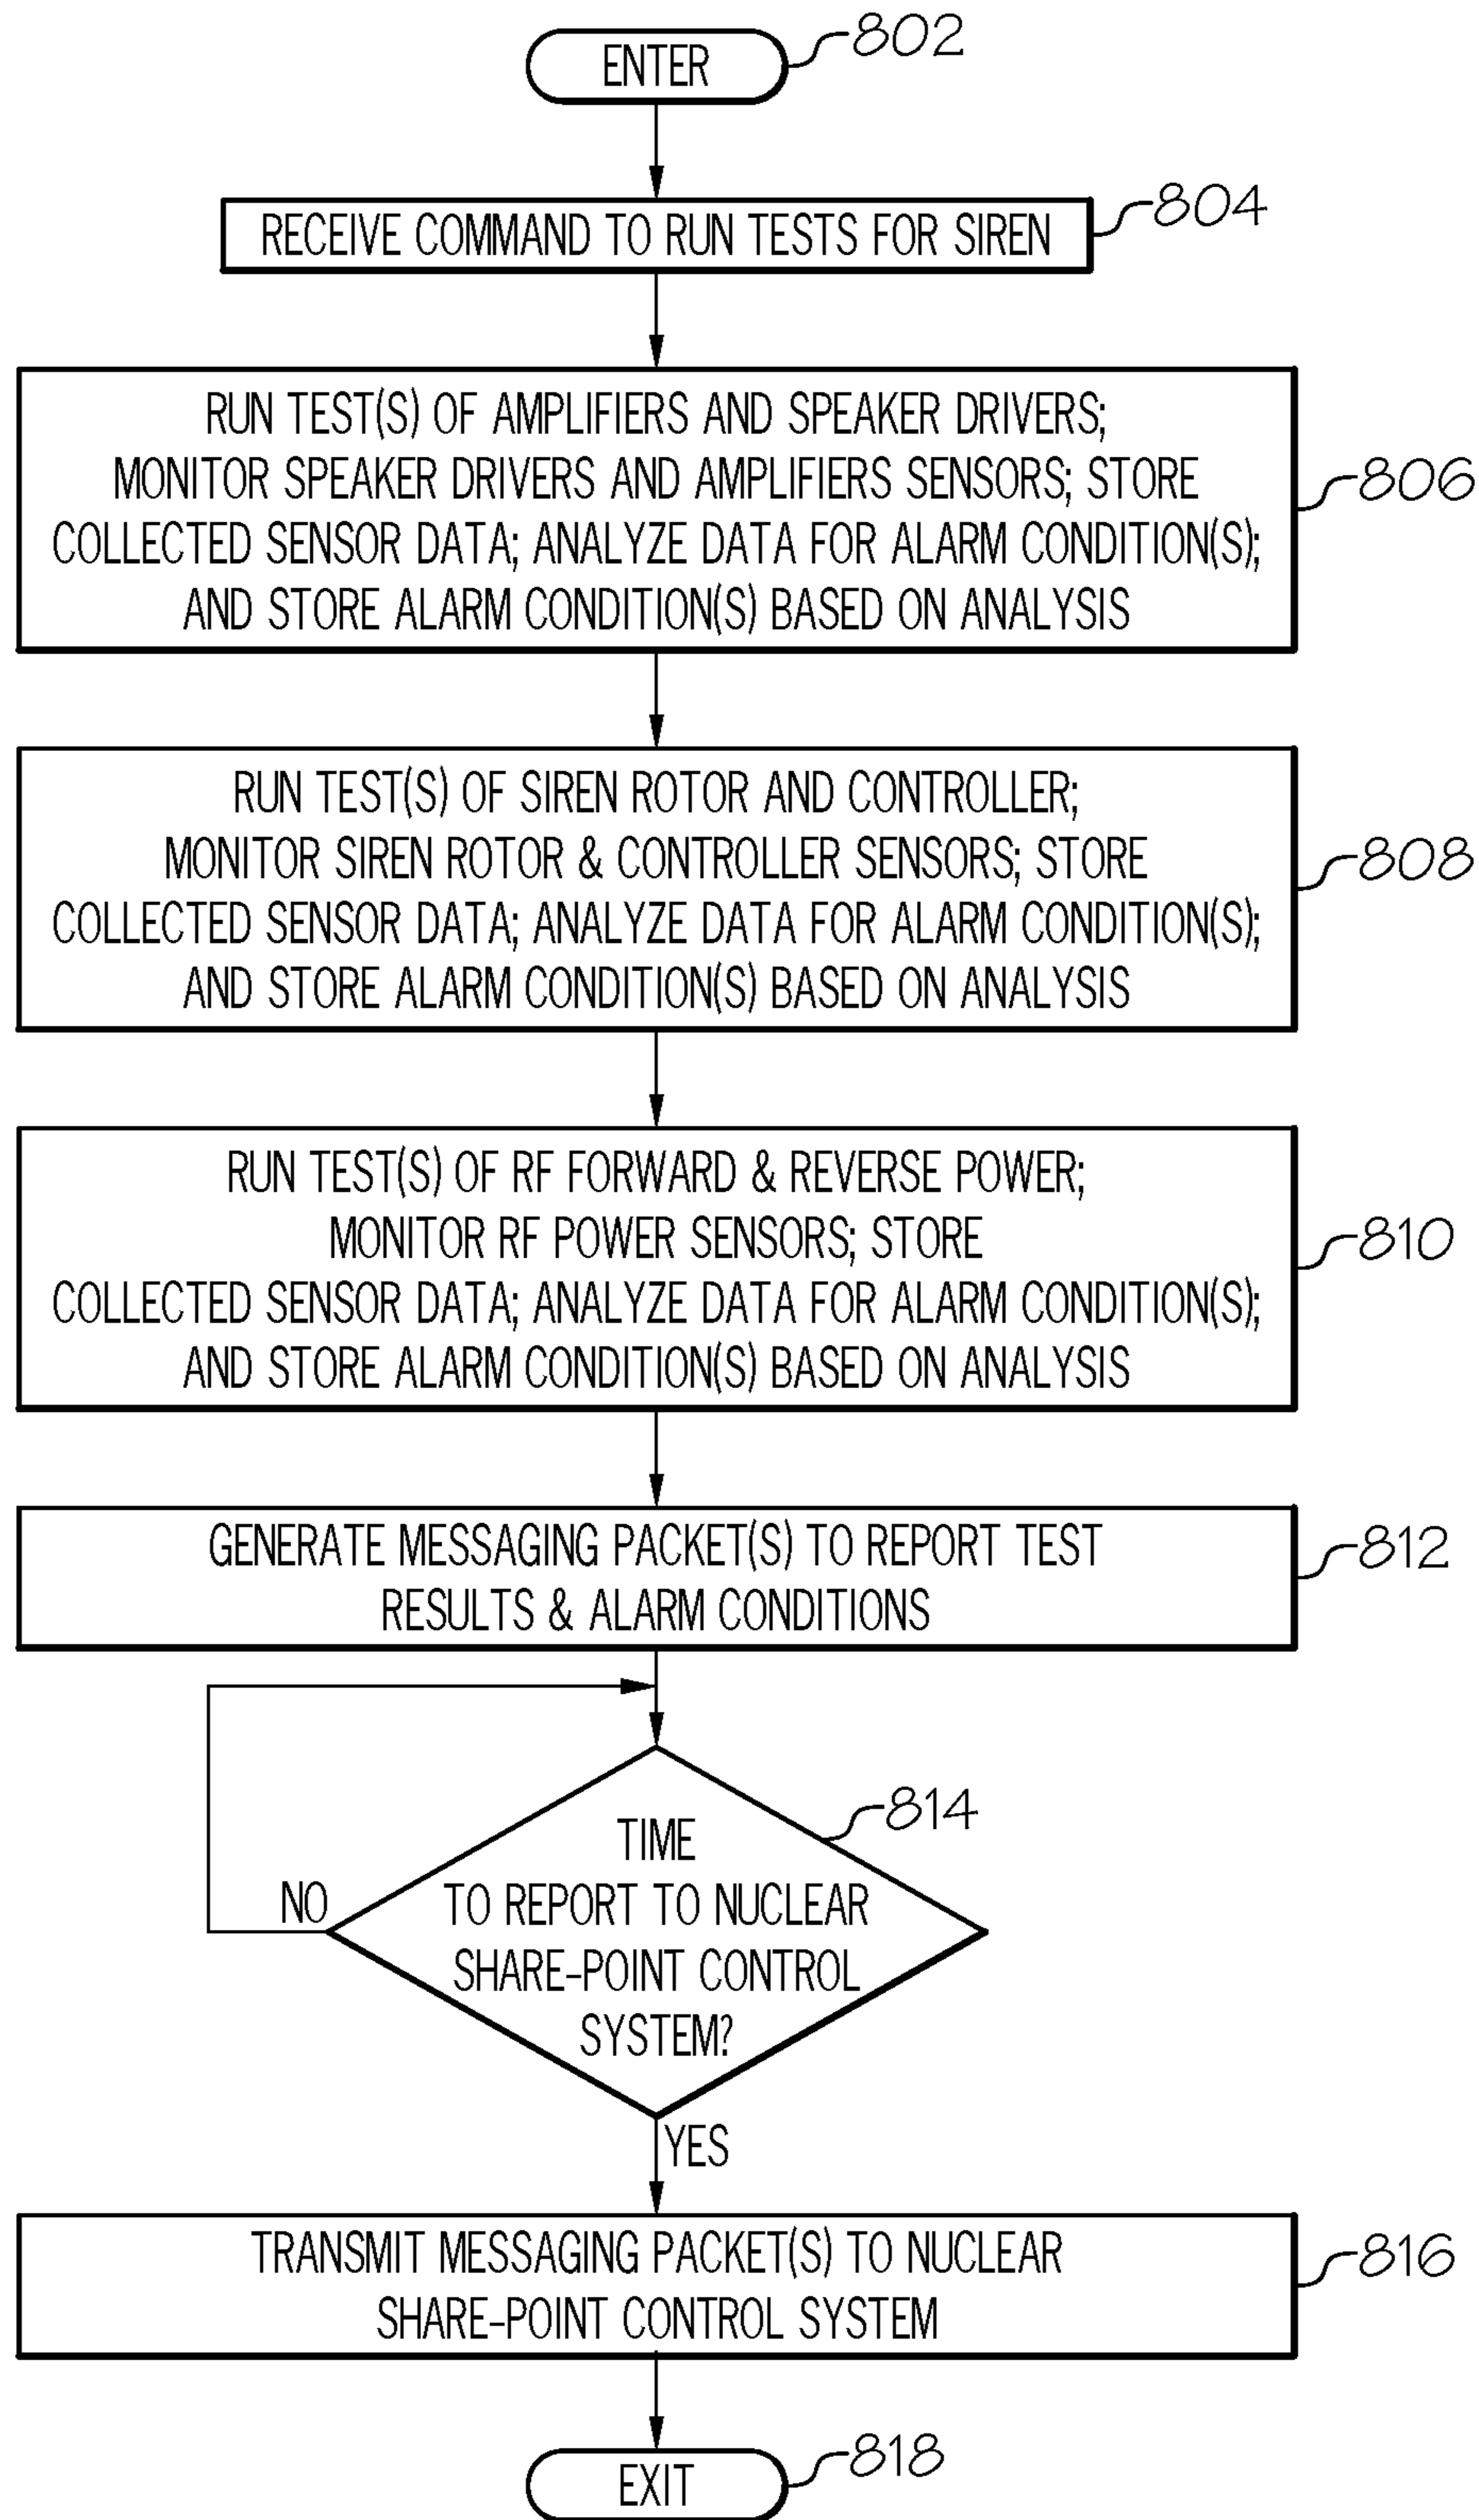 ENTER
802
RECEIVE COMMAND TO RUN TESTS FOR SIREN
804
RUN TEST(S) OF AMPLIFIERS AND SPEAKER DRIVERS;
MONITOR SPEAKER DRIVERS AND AMPLIFIERS SENSORS; STORE
COLLECTED SENSOR DATA; ANALYZE DATA FOR ALARM CONDITION(S);
AND STORE ALARM CONDITION(S) BASED ON ANALYSIS
806
RUN TEST(S) OF SIREN ROTOR AND CONTROLLER;
MONITOR SIREN ROTOR & CONTROLLER SENSORS; STORE
COLLECTED SENSOR DATA; ANALYZE DATA FOR ALARM CONDITION(S);
AND STORE ALARM CONDITION(S) BASED ON ANALYSIS
808
RUN TEST(S) OF RF FORWARD & REVERSE POWER;
MONITOR RF POWER SENSORS; STORE
COLLECTED SENSOR DATA; ANALYZE DATA FOR ALARM CONDITION(S);
AND STORE ALARM CONDITION(S) BASED ON ANALYSIS
810
GENERATE MESSAGING PACKET(S) TO REPORT TEST
RESULTS & ALARM CONDITIONS
812
TIME
TO REPORT TO NUCLEAR
SHARE-POINT CONTROL
SYSTEM?
814
NO
YES
TRANSMIT MESSAGING PACKET(S) TO NUCLEAR
SHARE-POINT CONTROL SYSTEM
816
EXIT
818